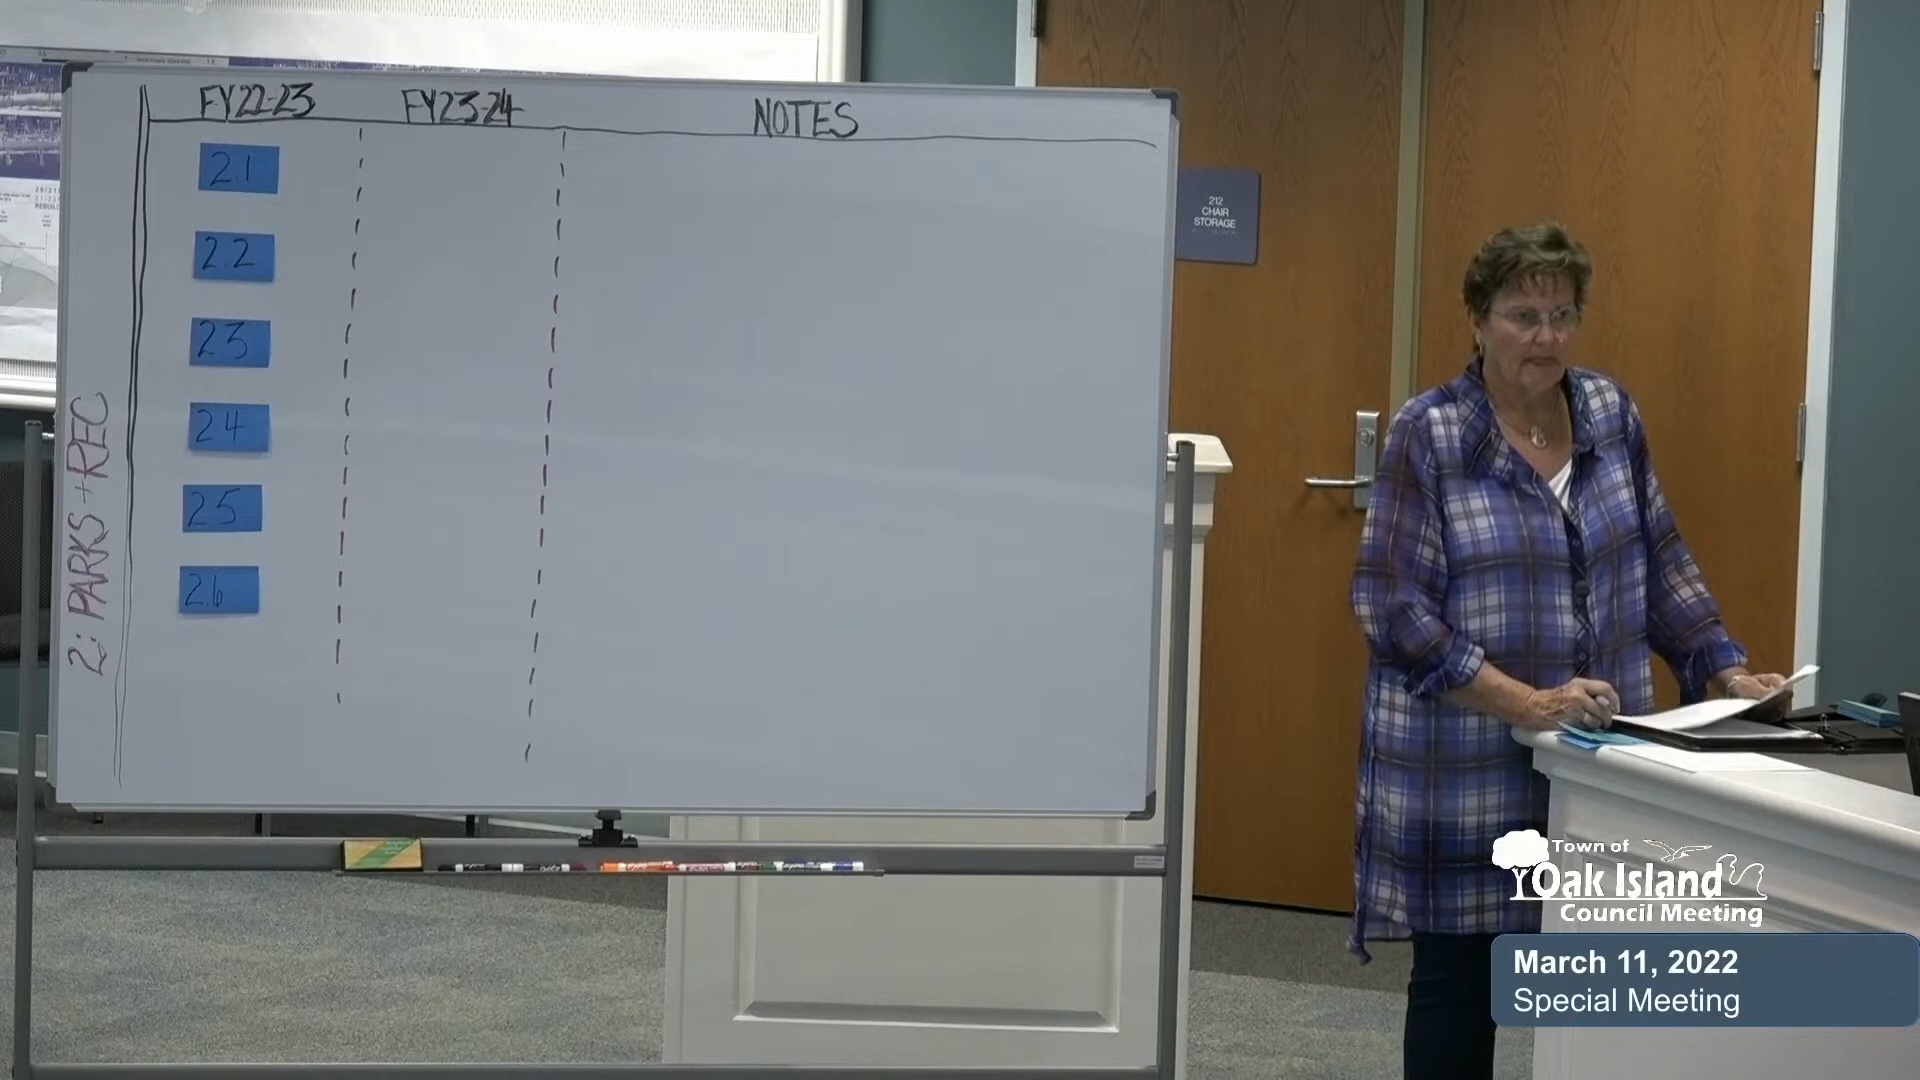 FY22-23
FY23-24
NOTES
2.1
2.2
2.3
2.4
2.5
2.6
2: PARKS + REC
212
CHAIR
STORAGE
Town of
Oak Island
Council Meeting
March 11, 2022
Special Meeting